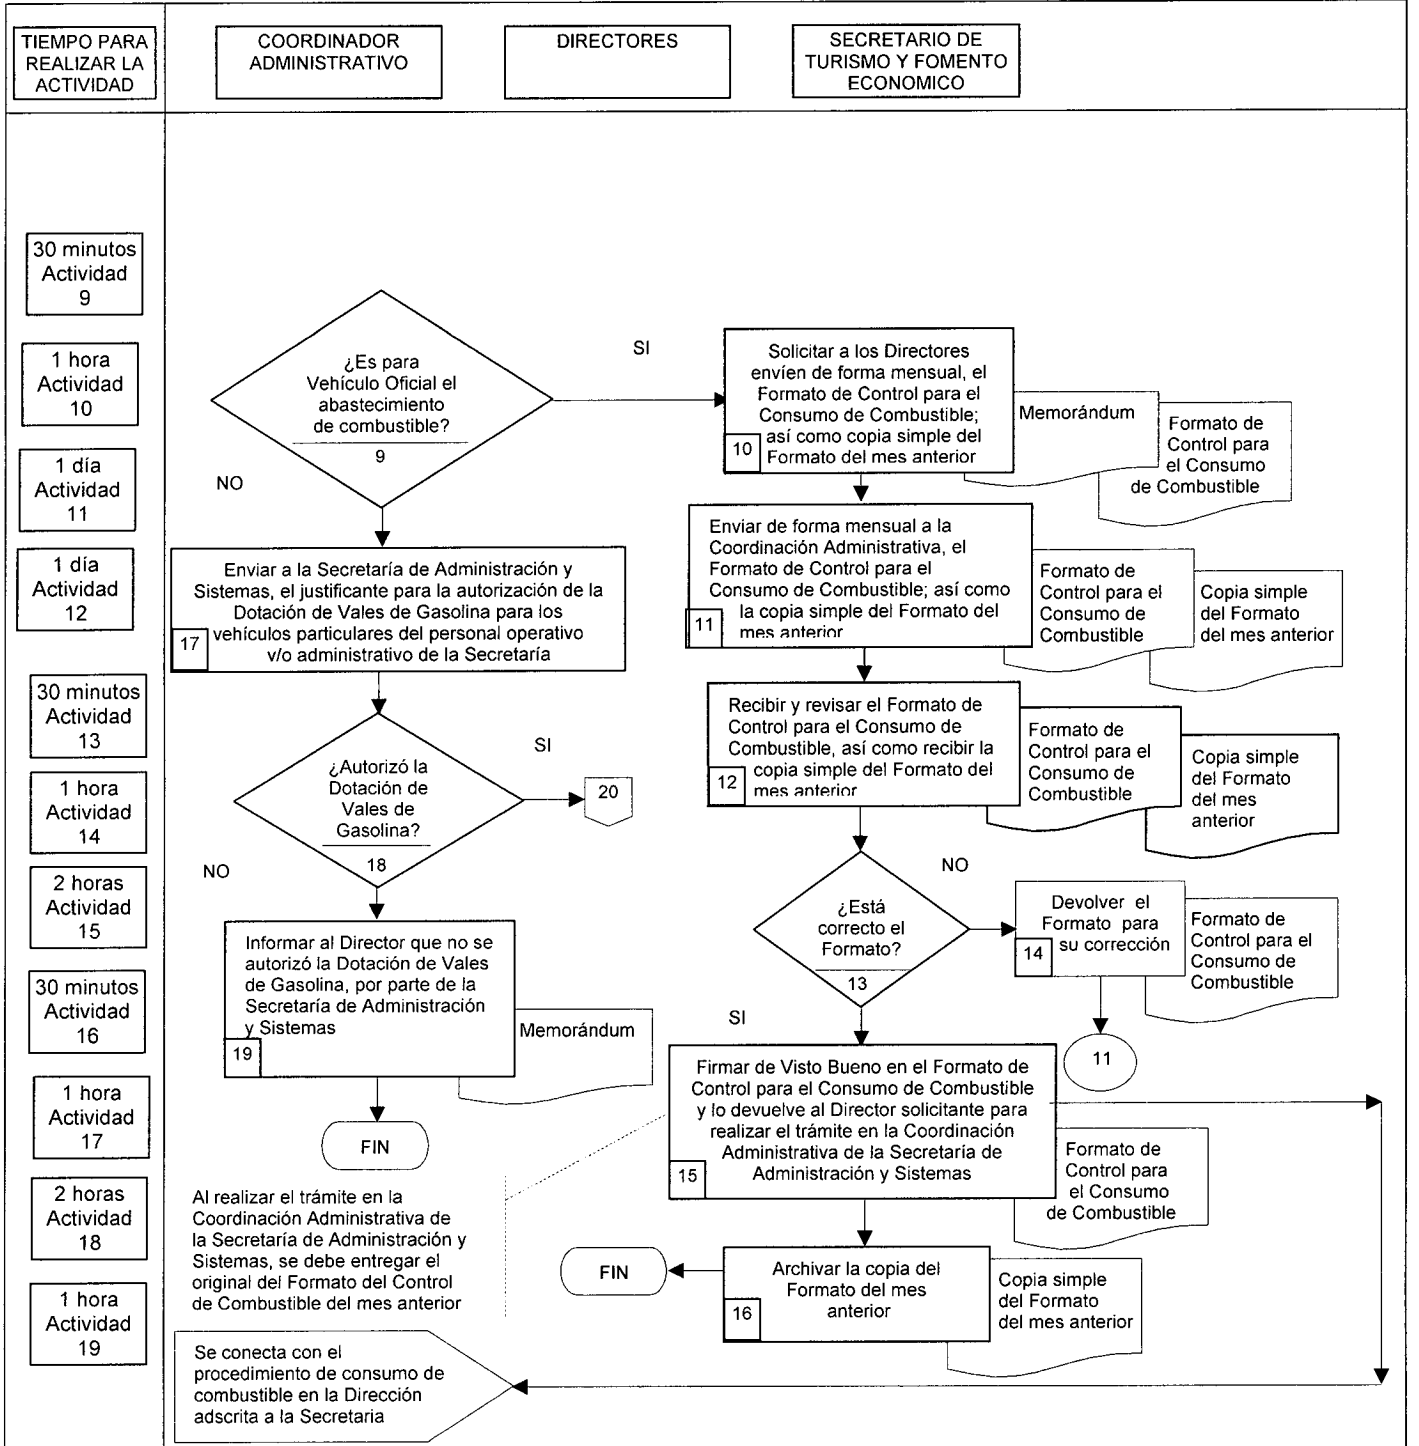 TIEMPO PARA
REALIZAR LA
ACTIVIDAD
COORDINADOR
ADMINISTRATIVO
DIRECTORES
SECRETARIO DE
TURISMO Y FOMENTO
ECONOMICO
30 minutos
Actividad
9
1 hora
Actividad
10
1 día
Actividad
11
1 día
Actividad
12
30 minutos
Actividad
13
1 hora
Actividad
14
2 horas
Actividad
15
30 minutos
Actividad
16
1 hora
Actividad
17
2 horas
Actividad
18
1 hora
Actividad
19
¿Es para
Vehículo Oficial el
abastecimiento
de combustible?
9
SI
NO
Solicitar a los Directores
envíen de forma mensual, el
Formato de Control para el
Consumo de Combustible;
así como copia simple del
Formato del mes anterior
10
Memorándum
Formato de
Control para
el Consumo
de Combustible
Enviar de forma mensual a la
Coordinación Administrativa, el
Formato de Control para el
Consumo de Combustible; así como
la copia simple del Formato del
mes anterior
11
Formato de
Control para el
Consumo de
Combustible
Copia simple
del Formato
del mes anterior
Enviar a la Secretaría de Administración y
Sistemas, el justificante para la autorización de la
Dotación de Vales de Gasolina para los
vehículos particulares del personal operativo
y/o administrativo de la Secretaría
17
Recibir y revisar el Formato de
Control para el Consumo de
Combustible, así como recibir la
copia simple del Formato del
mes anterior
12
Formato de
Control para el
Consumo de
Combustible
Copia simple
del Formato
del mes
anterior
¿Autorizó la
Dotación de
Vales de
Gasolina?
18
SI
20
NO
¿Está
correcto el
Formato?
13
NO
SI
Devolver el
Formato para
su corrección
14
Formato de
Control para el
Consumo de
Combustible
11
Informar al Director que no se
autorizó la Dotación de Vales
de Gasolina, por parte de la
Secretaría de Administración
y Sistemas
19
Memorándum
FIN
Firmar de Visto Bueno en el Formato de
Control para el Consumo de Combustible
y lo devuelve al Director solicitante para
realizar el trámite en la Coordinación
Administrativa de la Secretaría de
Administración y Sistemas
15
Formato de
Control para
el Consumo
de Combustible
Al realizar el trámite en la
Coordinación Administrativa de
la Secretaría de Administración y
Sistemas, se debe entregar el
original del Formato del Control
de Combustible del mes anterior
FIN
Archivar la copia del
Formato del mes
anterior
16
Copia simple
del Formato
del mes anterior
Se conecta con el
procedimiento de consumo de
combustible en la Dirección
adscrita a la Secretaria